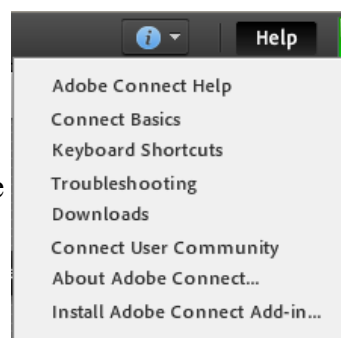 Help
Adobe Connect Help
Connect Basics
Keyboard Shortcuts
Troubleshooting
Downloads
Connect User Community
About Adobe Connect...
Install Adobe Connect Add-in...